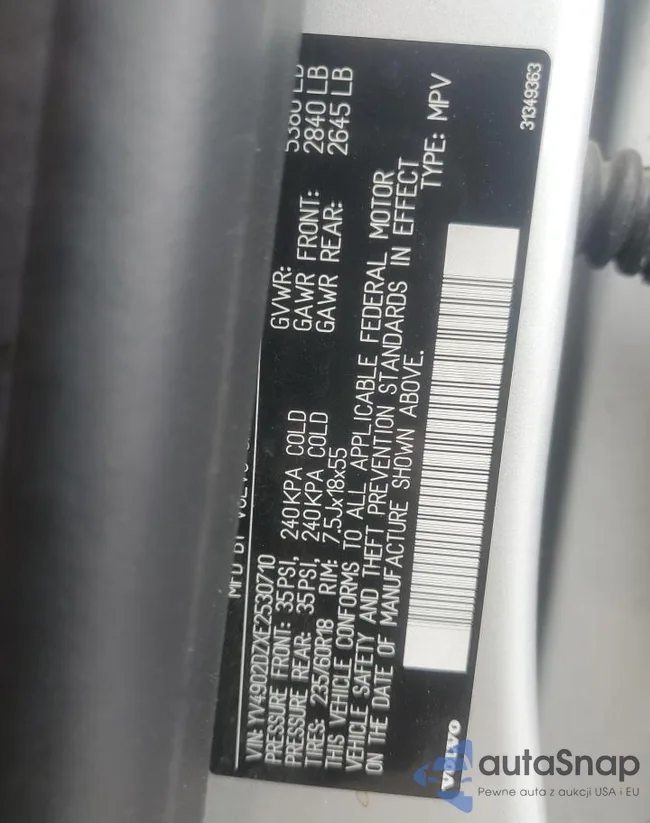 MFD BY VOLVO
VIN: YV4902DZXE2530710
PRESSURE FRONT: 35PSI, 240KPA COLD
PRESSURE REAR: 35PSI, 240KPA COLD
TIRES: 235/60R18 RIM: 7.5Jx18x55
GVWR: 5360 LB
GAWR FRONT: 2840 LB
GAWR REAR: 2645 LB
THIS VEHICLE CONFORMS TO ALL APPLICABLE FEDERAL MOTOR
VEHICLE SAFETY AND THEFT PREVENTION STANDARDS IN EFFECT
ON THE DATE OF MANUFACTURE SHOWN ABOVE.
TYPE: MPV
VOLVO
31349363
autoSnap
Pewne auta z aukcji USA i EU